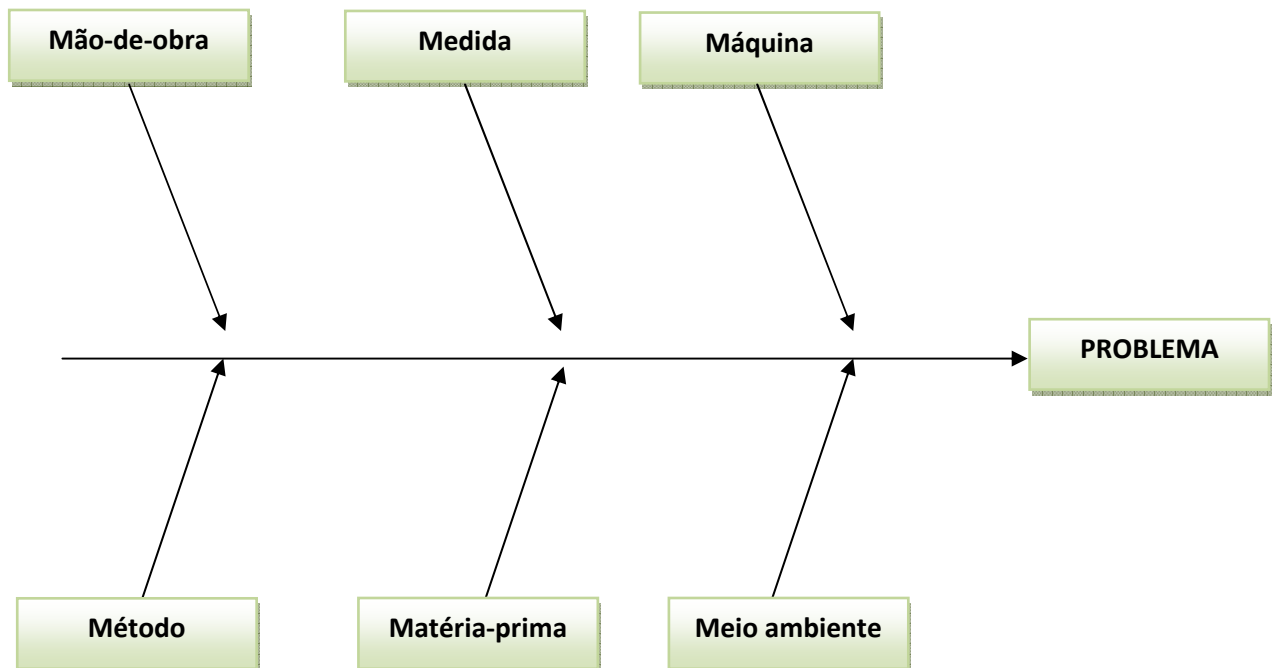 Mão-de-obra
Medida
Máquina
PROBLEMA
Método
Matéria-prima
Meio ambiente